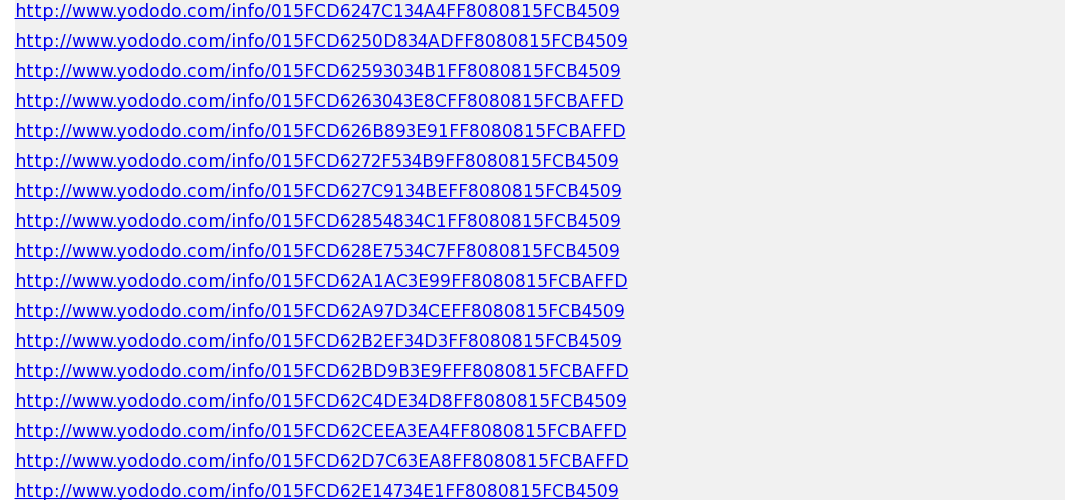 http://www.yododo.com/info/015FCD6247C134A4FF8080815FCB4509
http://www.yododo.com/info/015FCD6250D834ADFF8080815FCB4509
http://www.yododo.com/info/015FCD62593034B1FF8080815FCB4509
http://www.yododo.com/info/015FCD6263043E8CFF8080815FCBAFFD
http://www.yododo.com/info/015FCD626B893E91FF8080815FCBAFFD
http://www.yododo.com/info/015FCD6272F534B9FF8080815FCB4509
http://www.yododo.com/info/015FCD627C9134BEFF8080815FCB4509
http://www.yododo.com/info/015FCD62854834C1FF8080815FCB4509
http://www.yododo.com/info/015FCD628E7534C7FF8080815FCB4509
http://www.yododo.com/info/015FCD62A1AC3E99FF8080815FCBAFFD
http://www.yododo.com/info/015FCD62A97D34CEFF8080815FCB4509
http://www.yododo.com/info/015FCD62B2EF34D3FF8080815FCB4509
http://www.yododo.com/info/015FCD62BD9B3E9FFF8080815FCBAFFD
http://www.yododo.com/info/015FCD62C4DE34D8FF8080815FCB4509
http://www.yododo.com/info/015FCD62CEEA3EA4FF8080815FCBAFFD
http://www.yododo.com/info/015FCD62D7C63EA8FF8080815FCBAFFD
http://www.yododo.com/info/015FCD62E14734E1FF8080815FCB4509